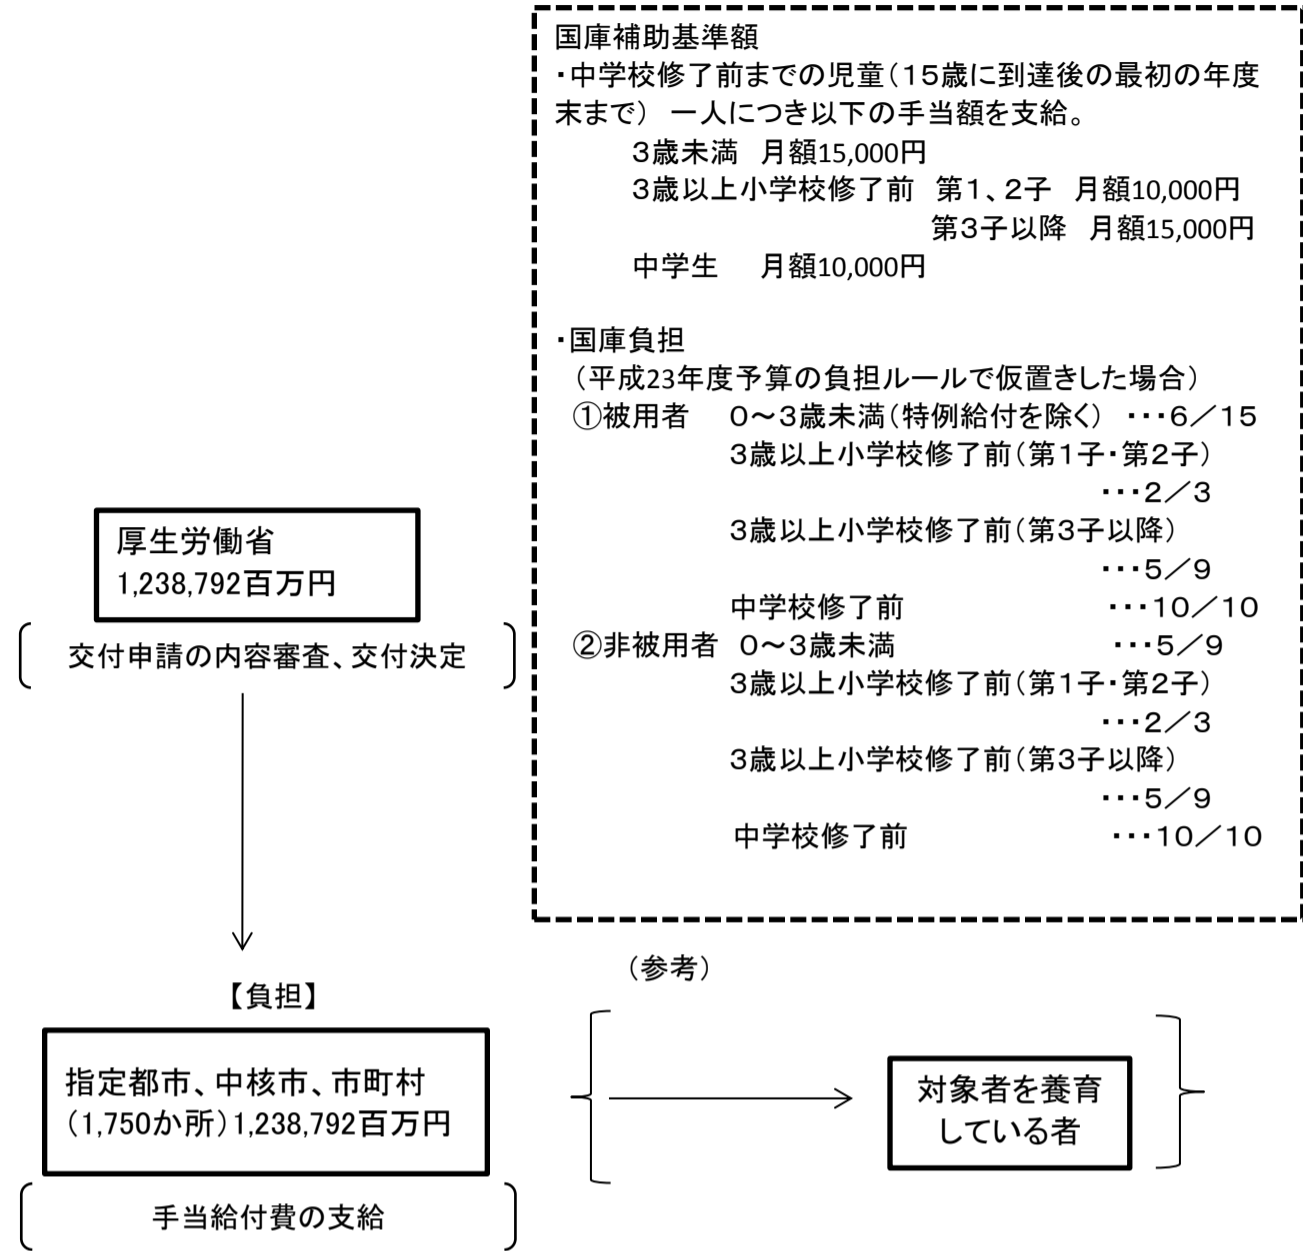 国庫補助基準額
・中学校修了前までの児童(15歳に到達後の最初の年度
末まで) 一人につき以下の手当額を支給。
3歳未満 月額15,000円
3歳以上小学校修了前 第1、2子 月額10,000円
第3子以降 月額15,000円
中学生 月額10,000円
・国庫負担
(平成23年度予算の負担ルールで仮置きした場合)
①被用者 0~3歳未満(特例給付を除く) ・・・6/15
3歳以上小学校修了前(第1子・第2子)
・・・2/3
3歳以上小学校修了前(第3子以降)
・・・5/9
中学校修了前 ・・・10/10
②非被用者 0~3歳未満 ・・・5/9
3歳以上小学校修了前(第1子・第2子)
・・・2/3
3歳以上小学校修了前(第3子以降)
・・・5/9
中学校修了前 ・・・10/10
厚生労働省
1,238,792百万円
交付申請の内容審査、交付決定
【負担】
指定都市、中核市、市町村
(1,750か所)1,238,792百万円
手当給付費の支給
(参考)
対象者を養育
している者